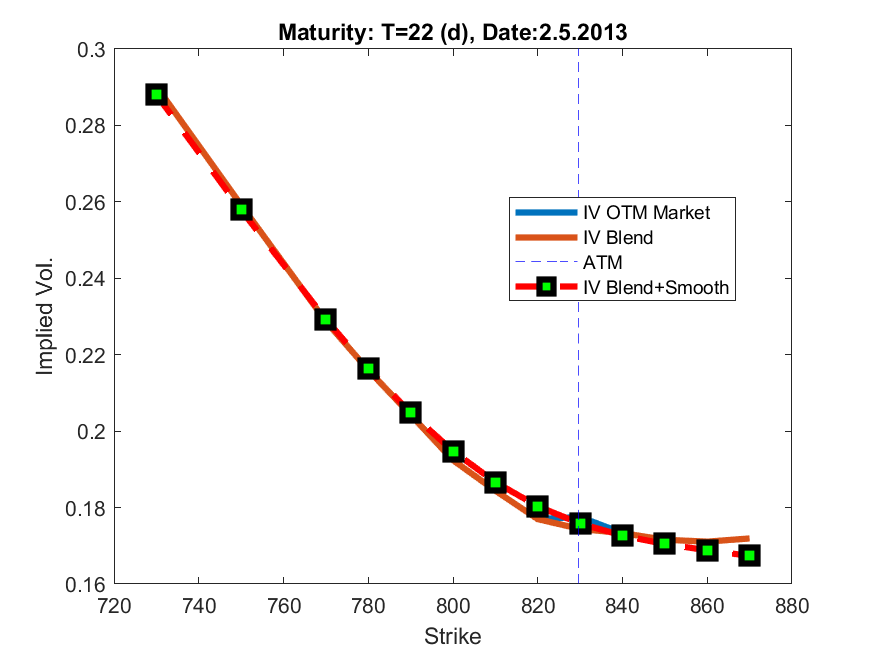 Maturity: T=22 (d), Date:2.5.2013
0.3
0.28
0.26
0.24
0.22
0.2
0.18
0.16
Implied Vol.
IV OTM Market
IV Blend
ATM
IV Blend+Smooth
720 740 760 780 800 820 840 860 880
Strike